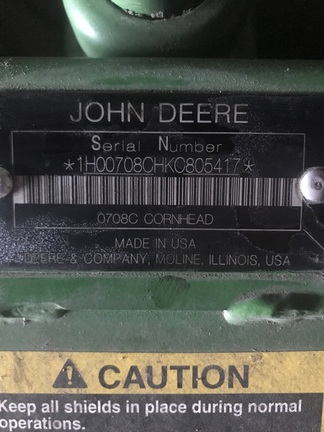 JOHN DEERE
Serial Number
*1H00708CHKC805417*
0708C CORNHEAD
MADE IN USA
DEERE & COMPANY, MOLINE, ILLINOIS, USA
CAUTION
Keep all shields in place during normal
operations.